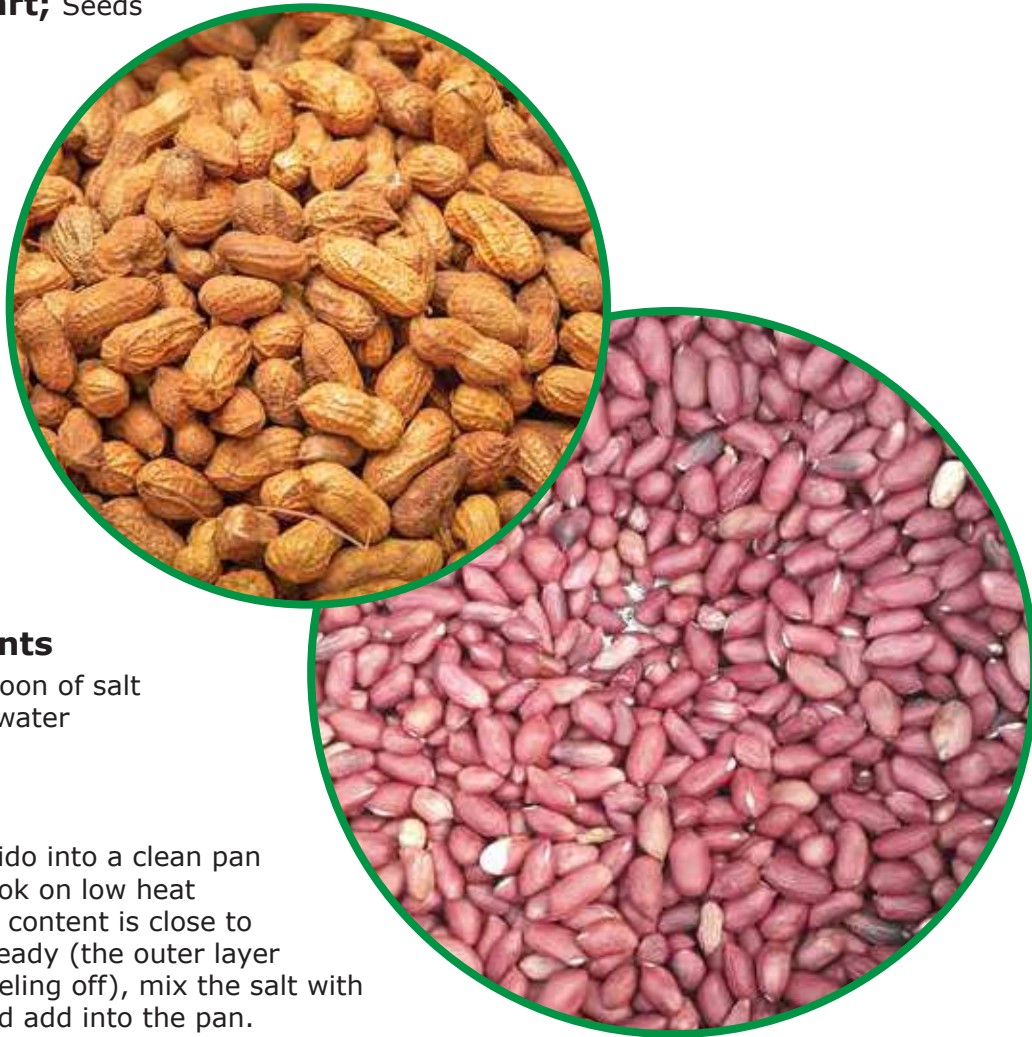 art; Seeds
nts
oon of salt
water
ido into a clean pan
ok on low heat
content is close to
eady (the outer layer
eling off), mix the salt with
d add into the pan.